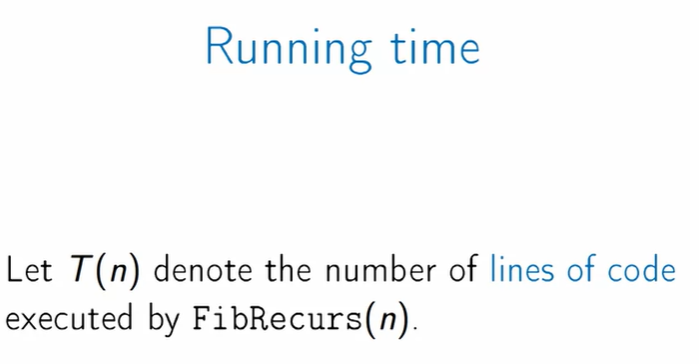 Running time
Let T(n) denote the number of lines of code
executed by FibRecurs(n).